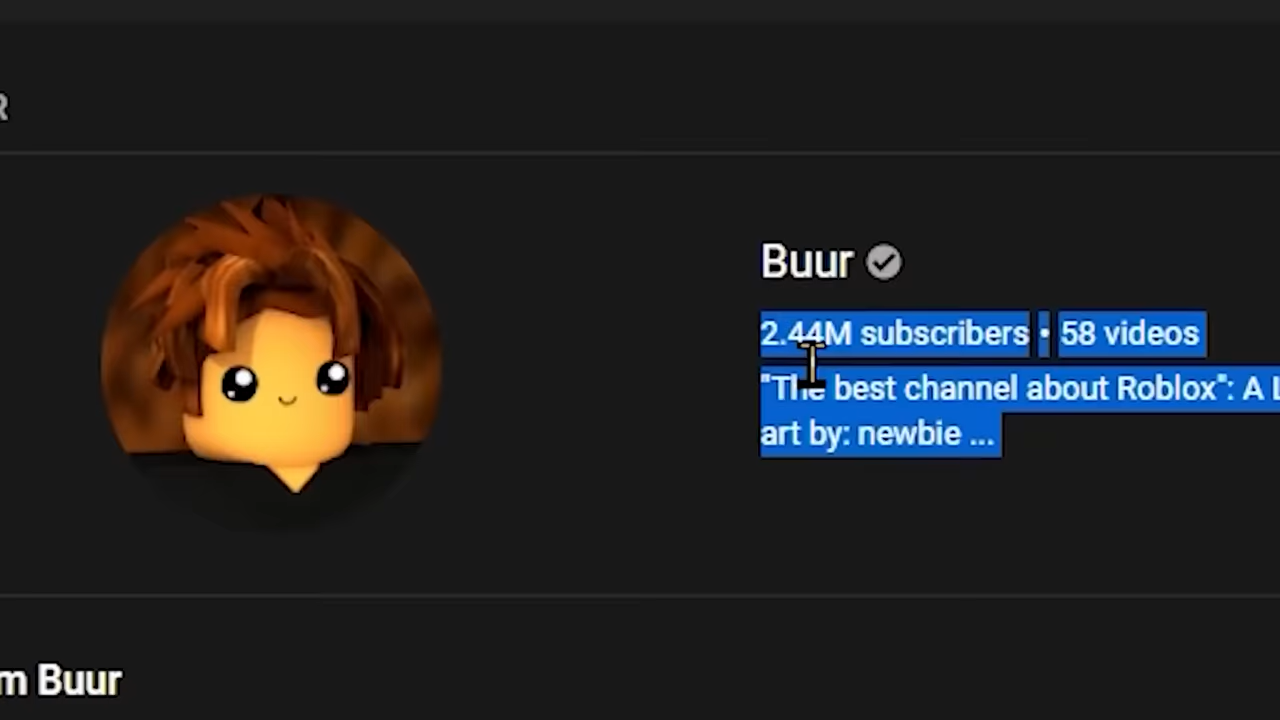 R
Buur
2.44M subscribers • 58 videos
"The best channel about Roblox": A L
art by: newbie ...
m Buur